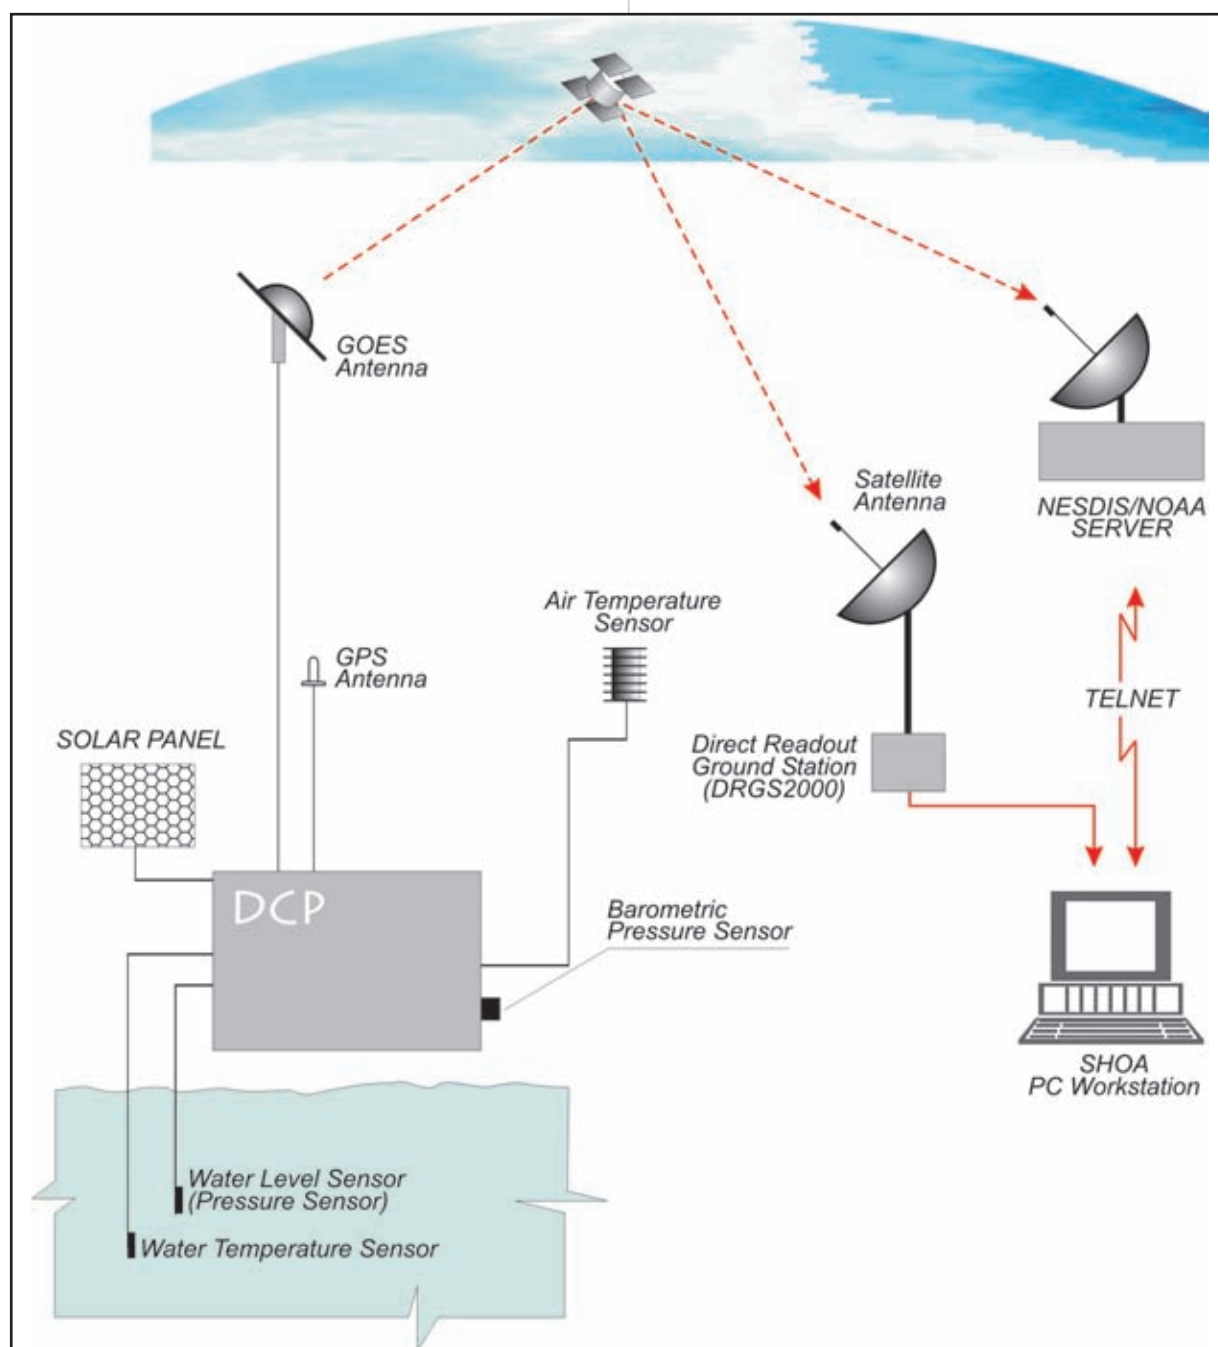 GOES
Antenna
Satellite
Antenna
NESDIS/NOAA
SERVER
Air Temperature
Sensor
GPS
Antenna
TELNET
SOLAR PANEL
Direct Readout
Ground Station
(DRGS2000)
DCP
Barometric
Pressure Sensor
SHOA
PC Workstation
Water Level Sensor
(Pressure Sensor)
Water Temperature Sensor